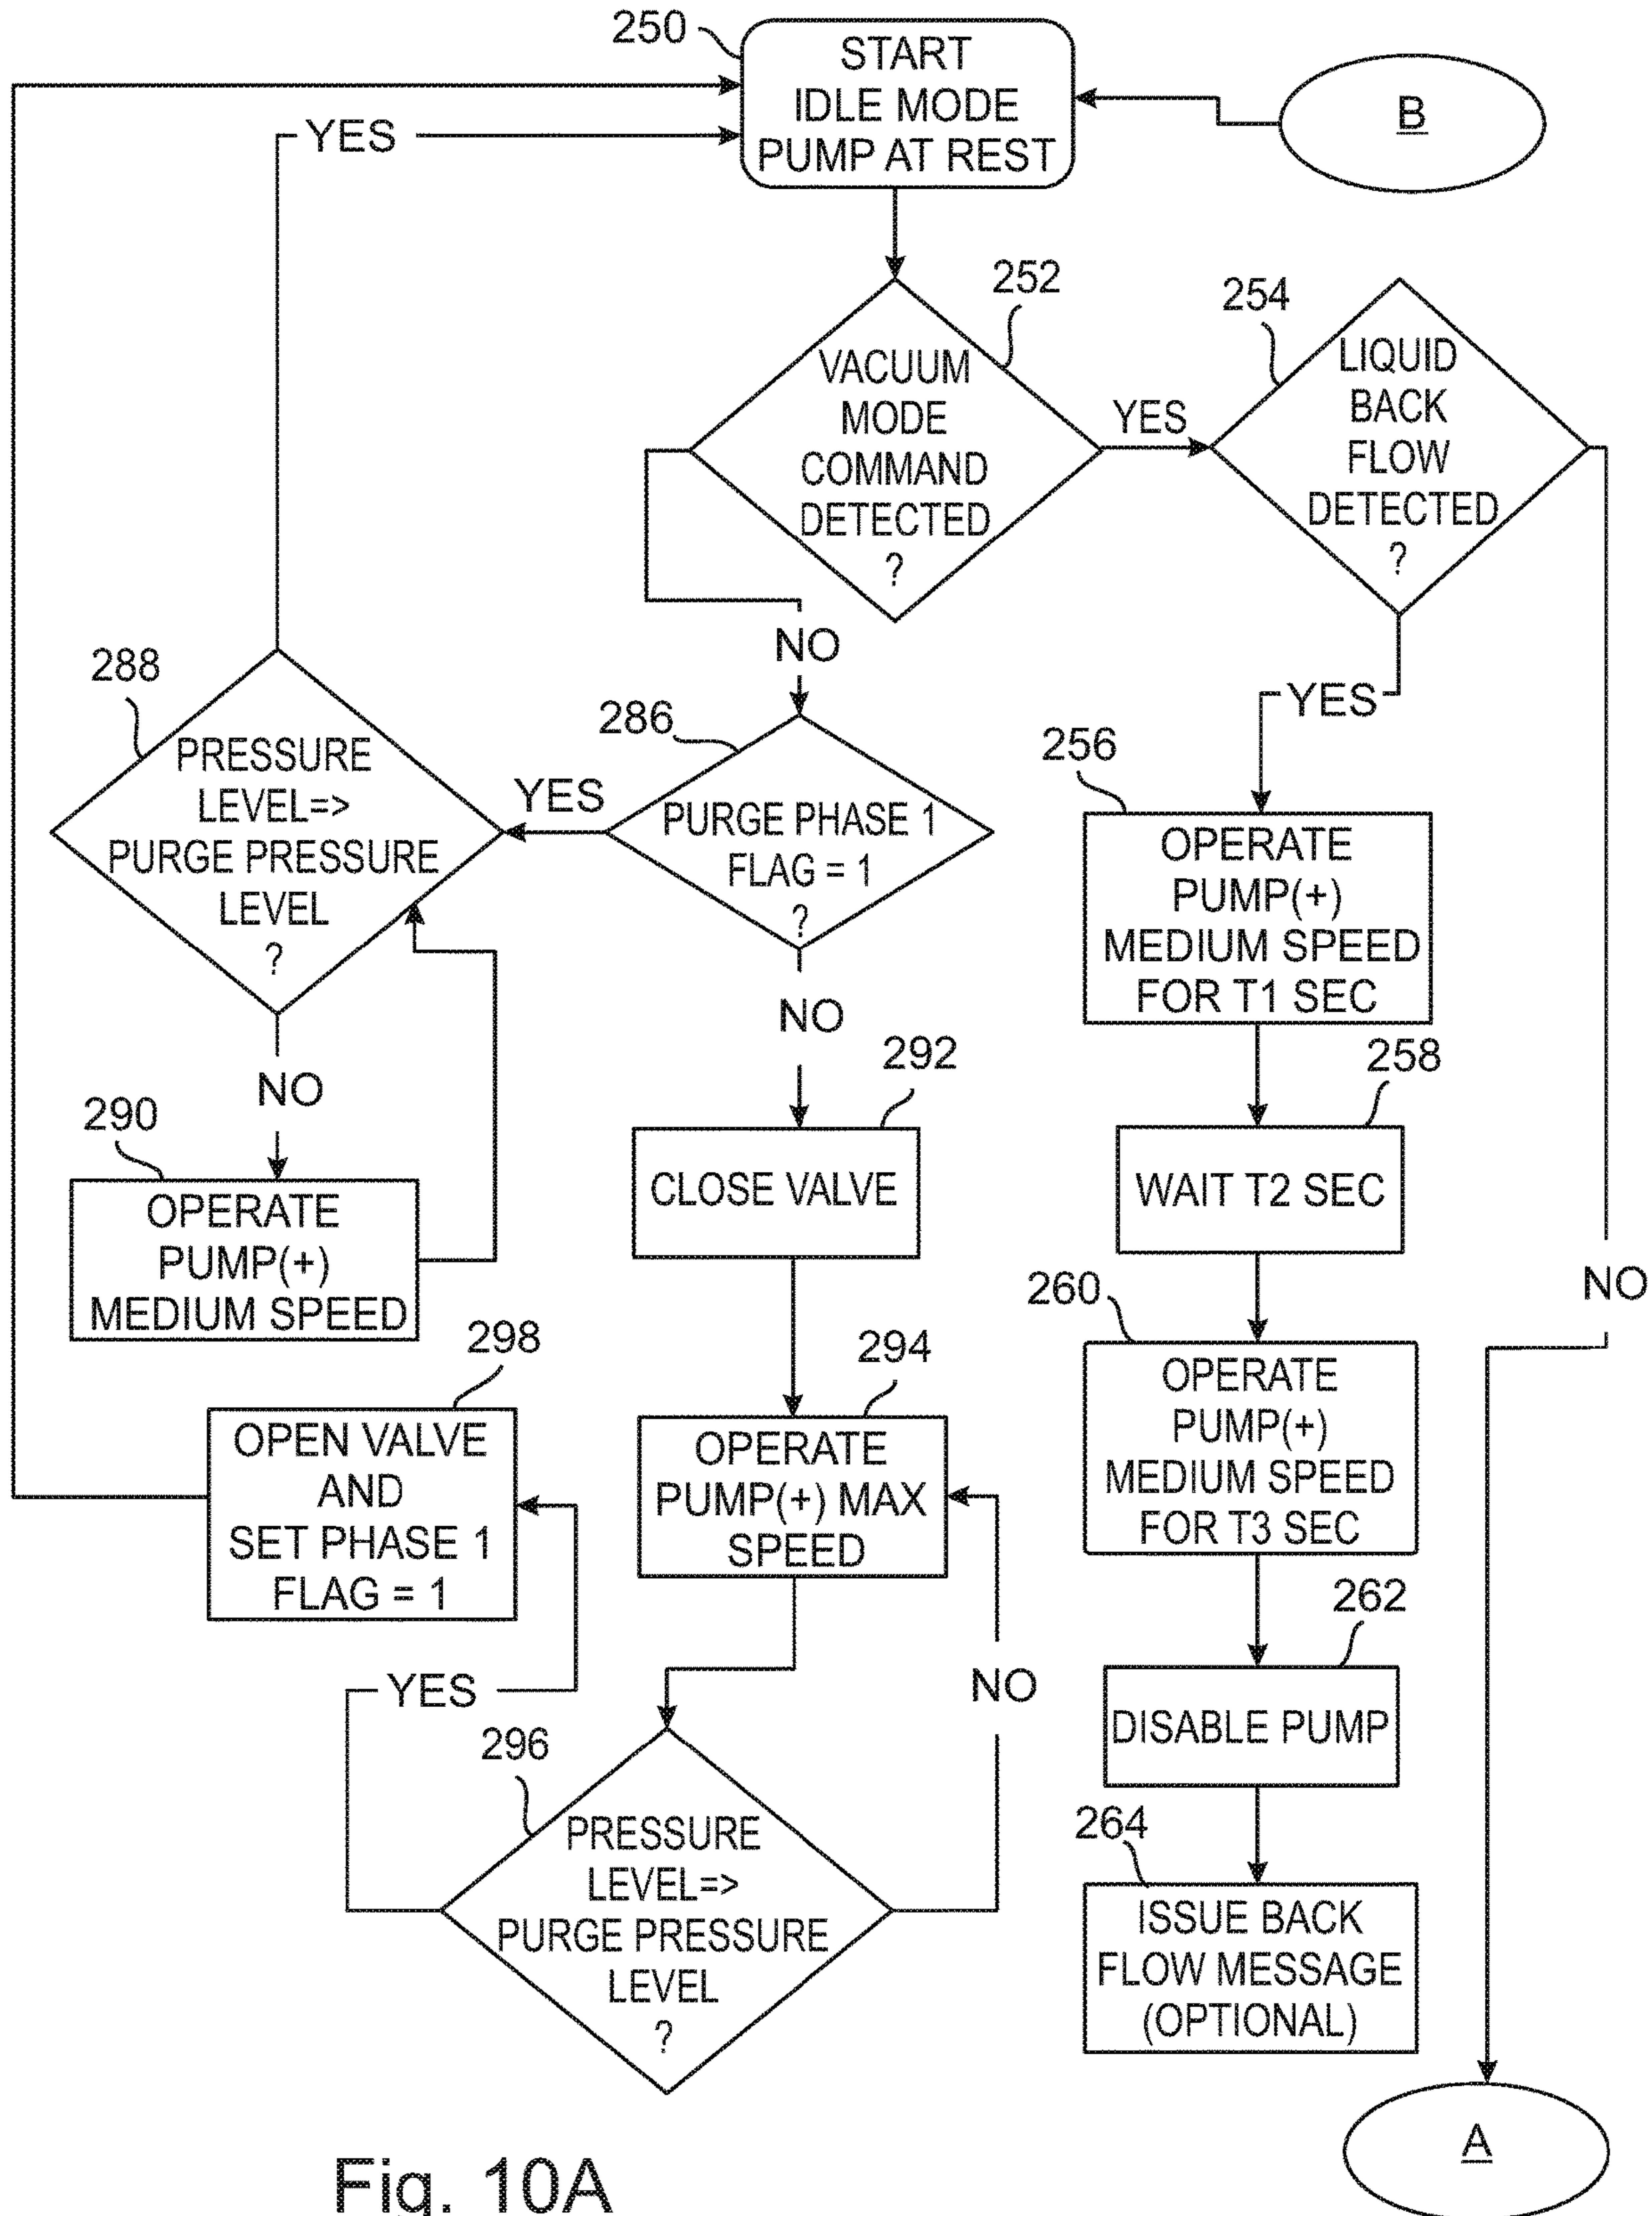 250
START
IDLE MODE
PUMP AT REST
B
YES
252
VACUUM
MODE
COMMAND
DETECTED
?
YES
254
LIQUID
BACK
FLOW
DETECTED
?
NO
YES
288
PRESSURE
LEVEL=>
PURGE PRESSURE
LEVEL
?
YES
286
PURGE PHASE 1
FLAG = 1
?
256
OPERATE
PUMP(+)
MEDIUM SPEED
FOR T1 SEC
NO
NO
292
258
290
OPERATE
PUMP(+)
MEDIUM SPEED
CLOSE VALVE
WAIT T2 SEC
NO
260
OPERATE
PUMP(+)
MEDIUM SPEED
FOR T3 SEC
298
OPEN VALVE
AND
SET PHASE 1
FLAG = 1
294
OPERATE
PUMP(+) MAX
SPEED
262
DISABLE PUMP
YES
NO
296
PRESSURE
LEVEL=>
PURGE PRESSURE
LEVEL
?
264
ISSUE BACK
FLOW MESSAGE
(OPTIONAL)
A
Fig. 10A